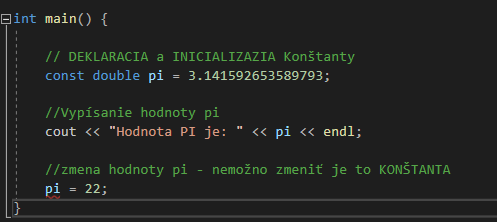 int main() {
// DEKLARACIA a INICIALIZAZIA Konštanty
const double pi = 3.141592653589793;
//Vypísanie hodnoty pi
cout << "Hodnota PI je: " << pi << endl;
//zmena hodnoty pi - nemožno zmeniť je to KONŠTANTA
pi = 22;
}